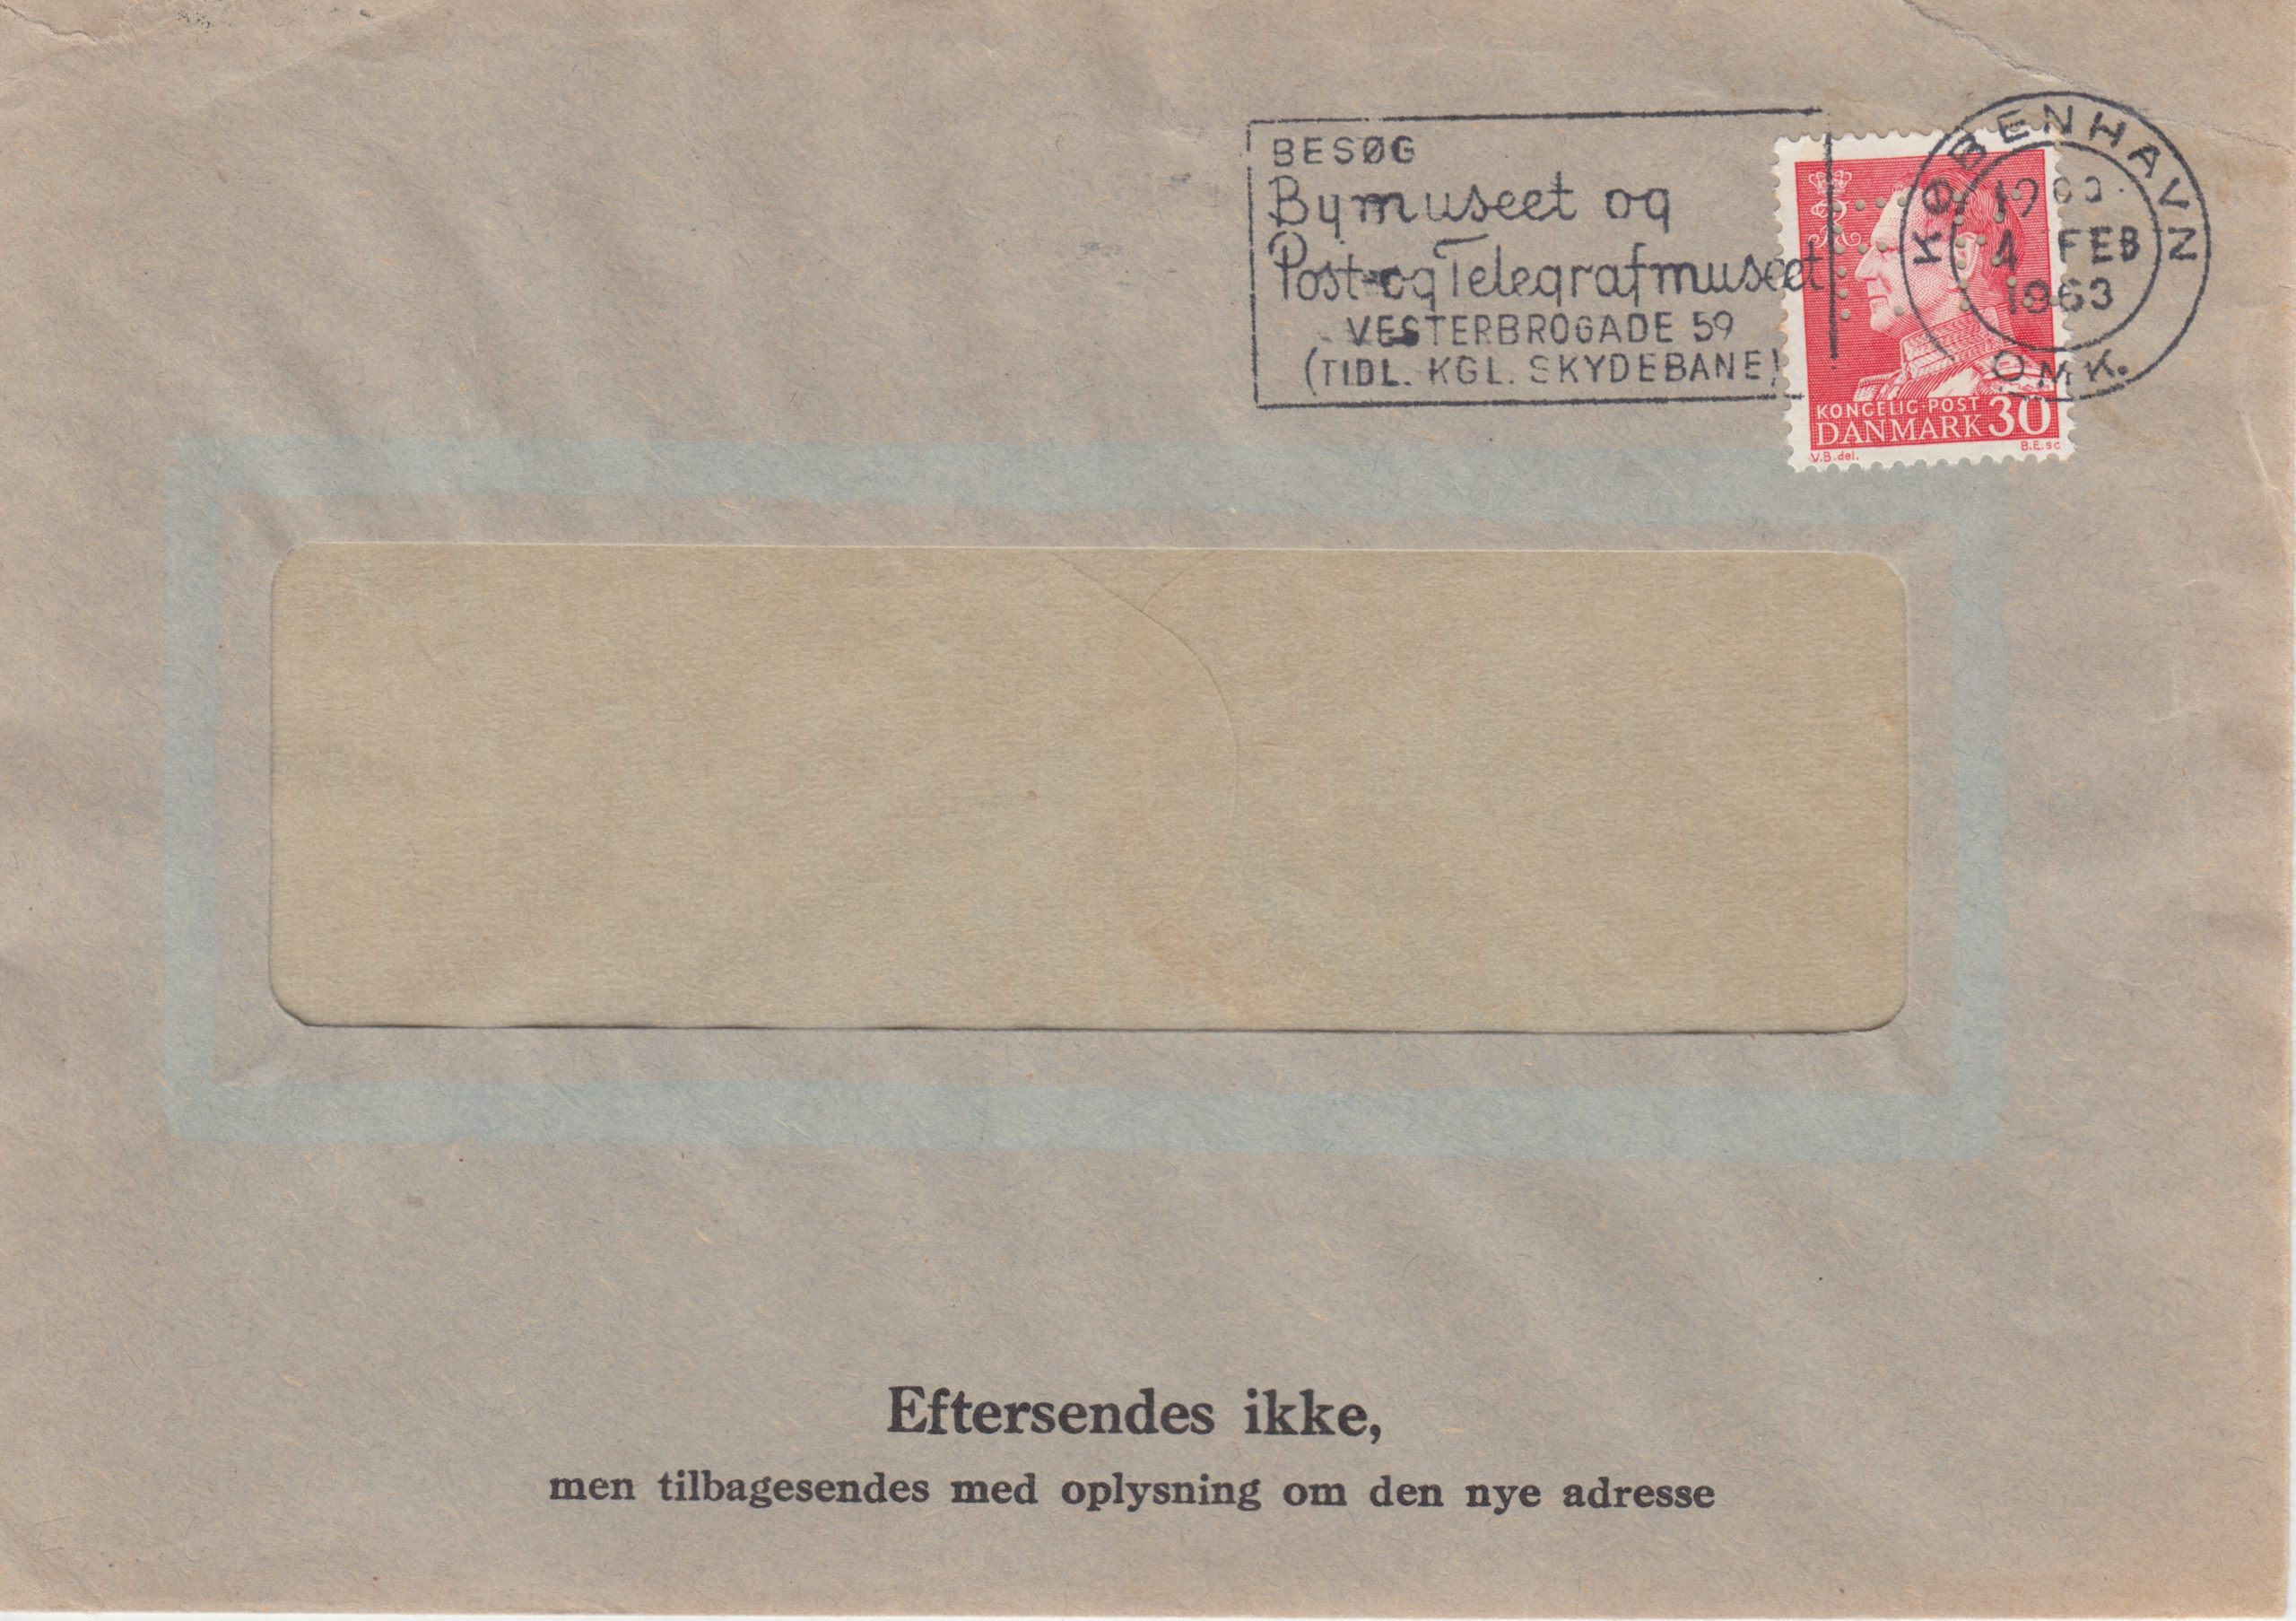 BESØG
Bymuseet og
Post-og Telegrafmuseet
VESTERBROGADE 59
(TIDL. KGL. SKYDEBANE)
KØBENHAVN
4 FEB
1963
OMK.
KONGELIG·POST
DANMARK 30
V.B.del. B.E.sc
Eftersendes ikke,
men tilbagesendes med oplysning om den nye adresse